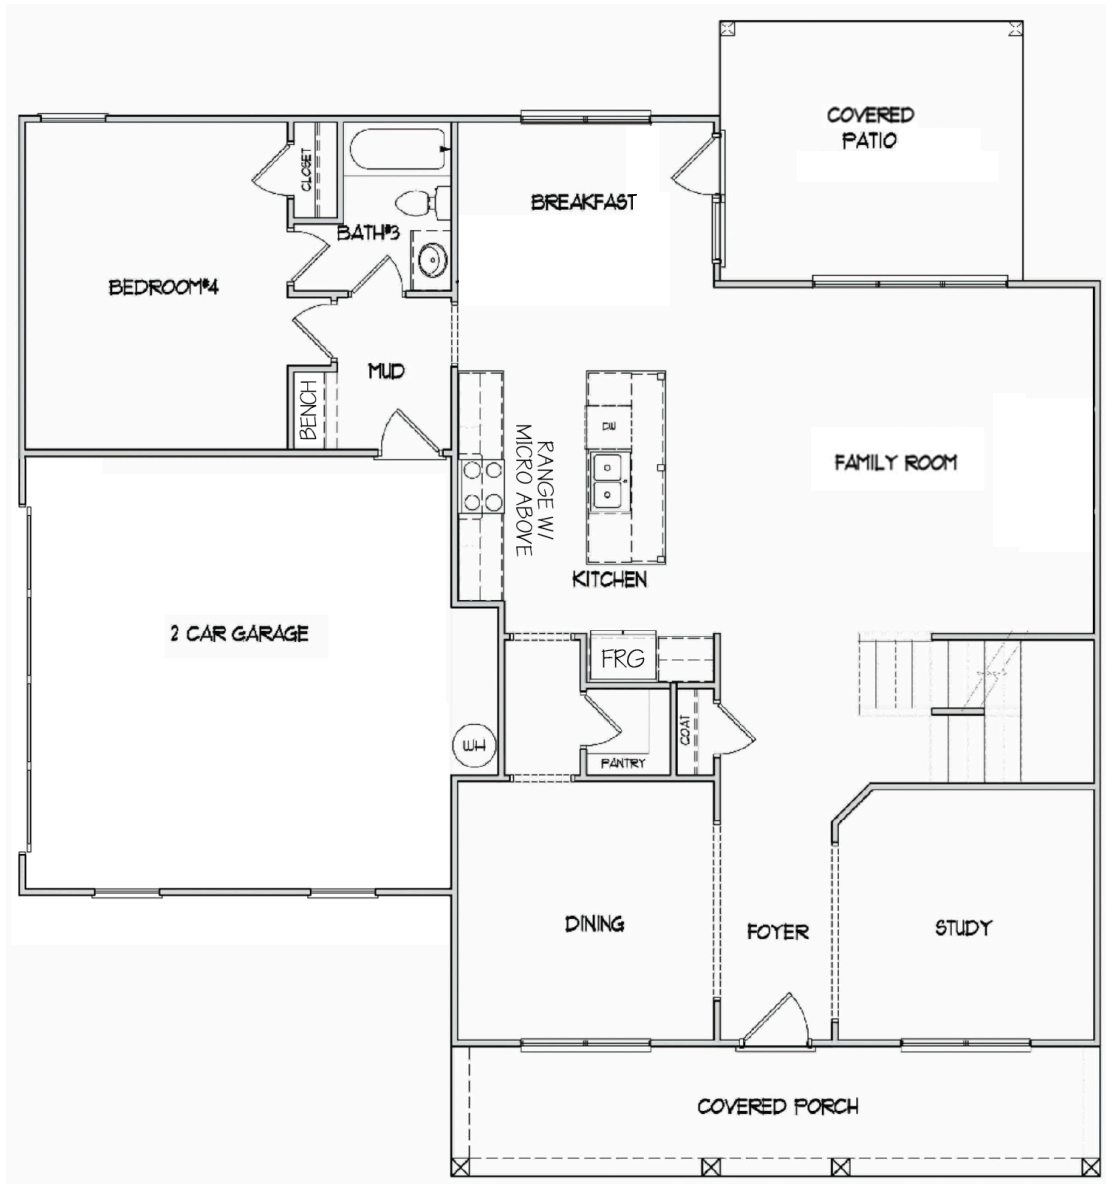 COVERED
PATIO
CLOSET
BREAKFAST
BATH#3
BEDROOM#4
MUD
BENCH
DW
RANGE W/
MICRO ABOVE
FAMILY ROOM
KITCHEN
2 CAR GARAGE
FRG
COAT
WH
PANTRY
DINING
FOYER
STUDY
COVERED PORCH